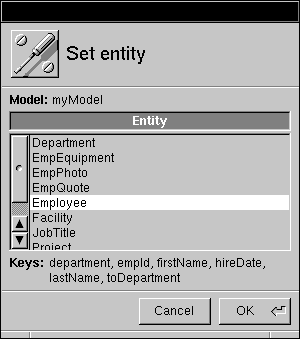 Set entity
Model: myModel
Entity
Department
EmpEquipment
EmpPhoto
EmpQuote
Employee
Facility
JobTitle
Project
Keys: department, empId, firstName, hireDate,
lastName, toDepartment
Cancel
OK